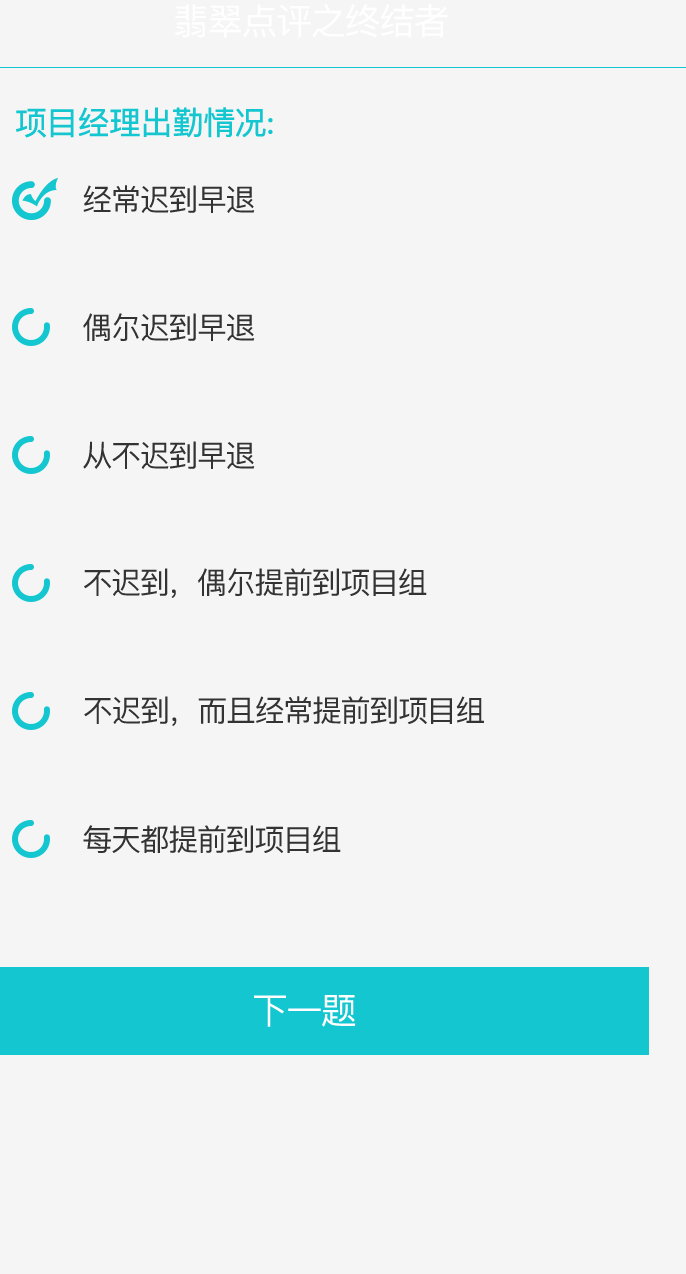 翡翠点评之终结者
项目经理出勤情况:
经常迟到早退
偶尔迟到早退
从不迟到早退
不迟到，偶尔提前到项目组
不迟到，而且经常提前到项目组
每天都提前到项目组
下一题